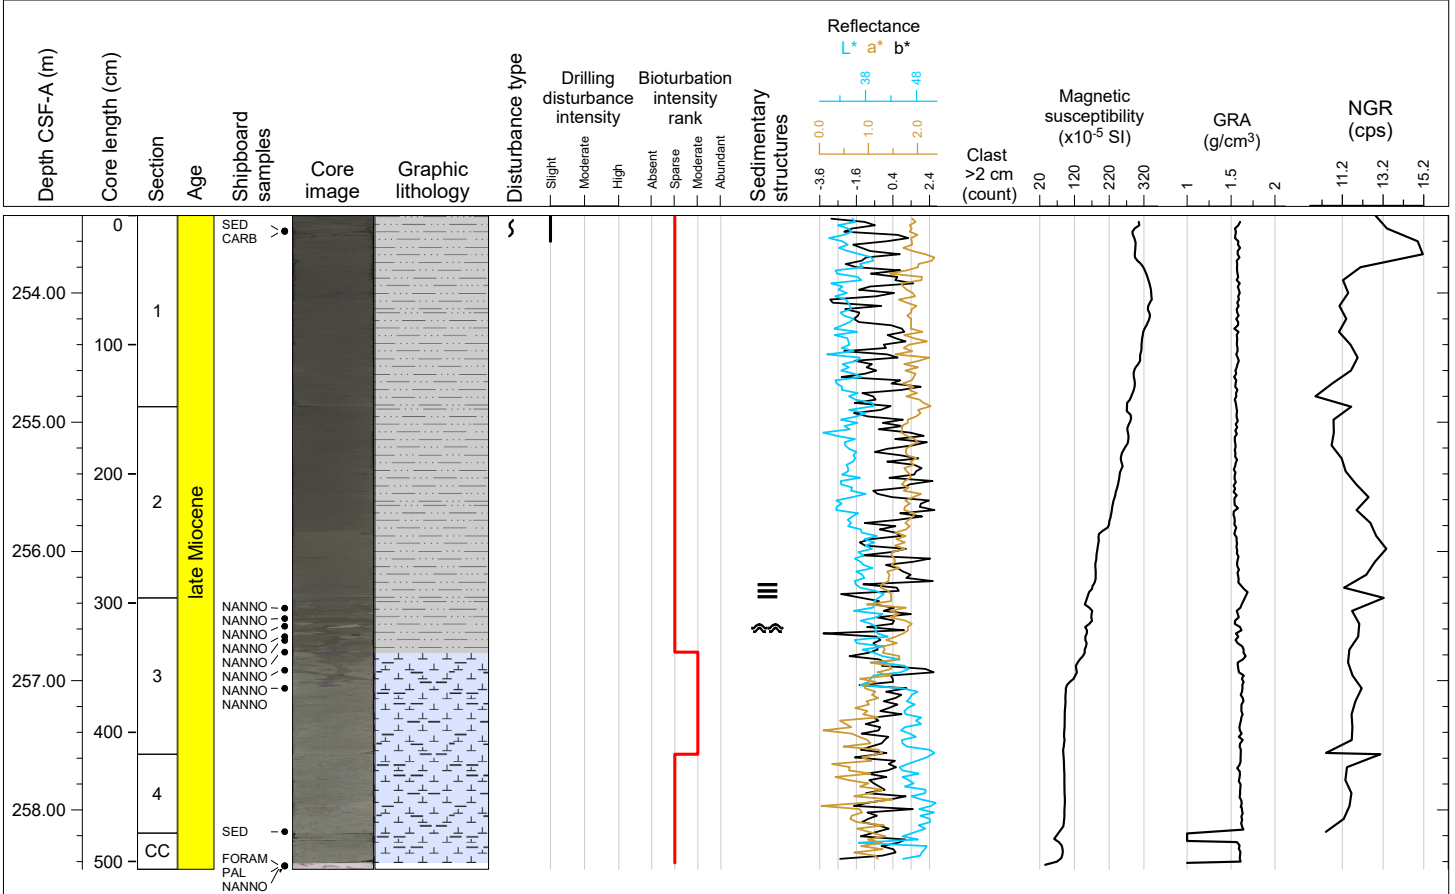 Depth CSF-A (m)
Core length (cm)
Section
Age
Shipboard
samples
Core
image
Graphic
lithology
Disturbance type
Drilling
disturbance
intensity
Slight
Moderate
High
Bioturbation
intensity
rank
Absent
Sparse
Moderate
Abundant
Sedimentary
structures
Reflectance
L* a* b*
38 48
0.0 1.0 2.0
-3.6 -1.6 0.4 2.4
Clast
>2 cm
(count)
Magnetic
susceptibility
(x10-5 SI)
20 120 220 320
GRA
(g/cm3)
1 1.5 2
NGR
(cps)
11.2 13.2 15.2
254.00
255.00
256.00
257.00
258.00
0
100
200
300
400
500
1
2
3
4
CC
late Miocene
SED
CARB
NANNO
NANNO
NANNO
NANNO
NANNO
NANNO
NANNO
NANNO
SED
FORAM
PAL
NANNO